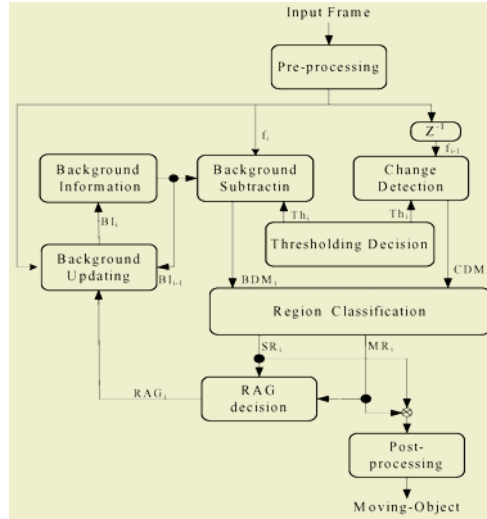 Input Frame
Pre-processing
Z⁻¹
fᵢ
fᵢ₋₁
Background
Information
Background
Subtractin
Change
Detection
BIᵢ
Thᵢ
Thᵢ
Thresholding Decision
Background
Updating
BIᵢ₋₁
BDMᵢ
CDM
Region Classification
SRᵢ
MRᵢ
RAGᵢ
RAG
decision
Post-
processing
Moving-Object